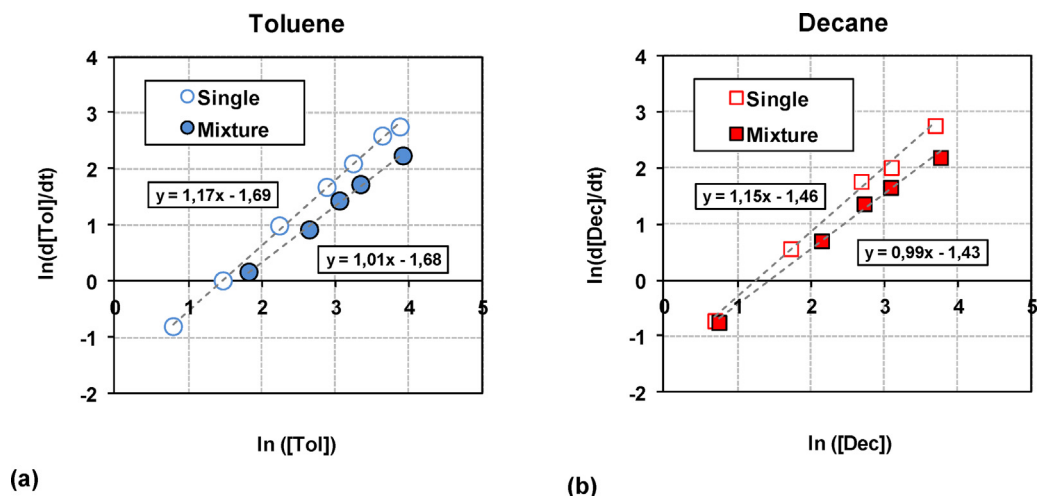 Toluene
4
3
2
1
0
-1
-2
0 1 2 3 4 5
Single
Mixture
y = 1,17x - 1,69
y = 1,01x - 1,68
ln(d[Tol]/dt)
ln ([Tol])
(a)
Decane
4
3
2
1
0
-1
-2
0 1 2 3 4 5
Single
Mixture
y = 1,15x - 1,46
y = 0,99x - 1,43
ln(d[Dec]/dt)
ln ([Dec])
(b)